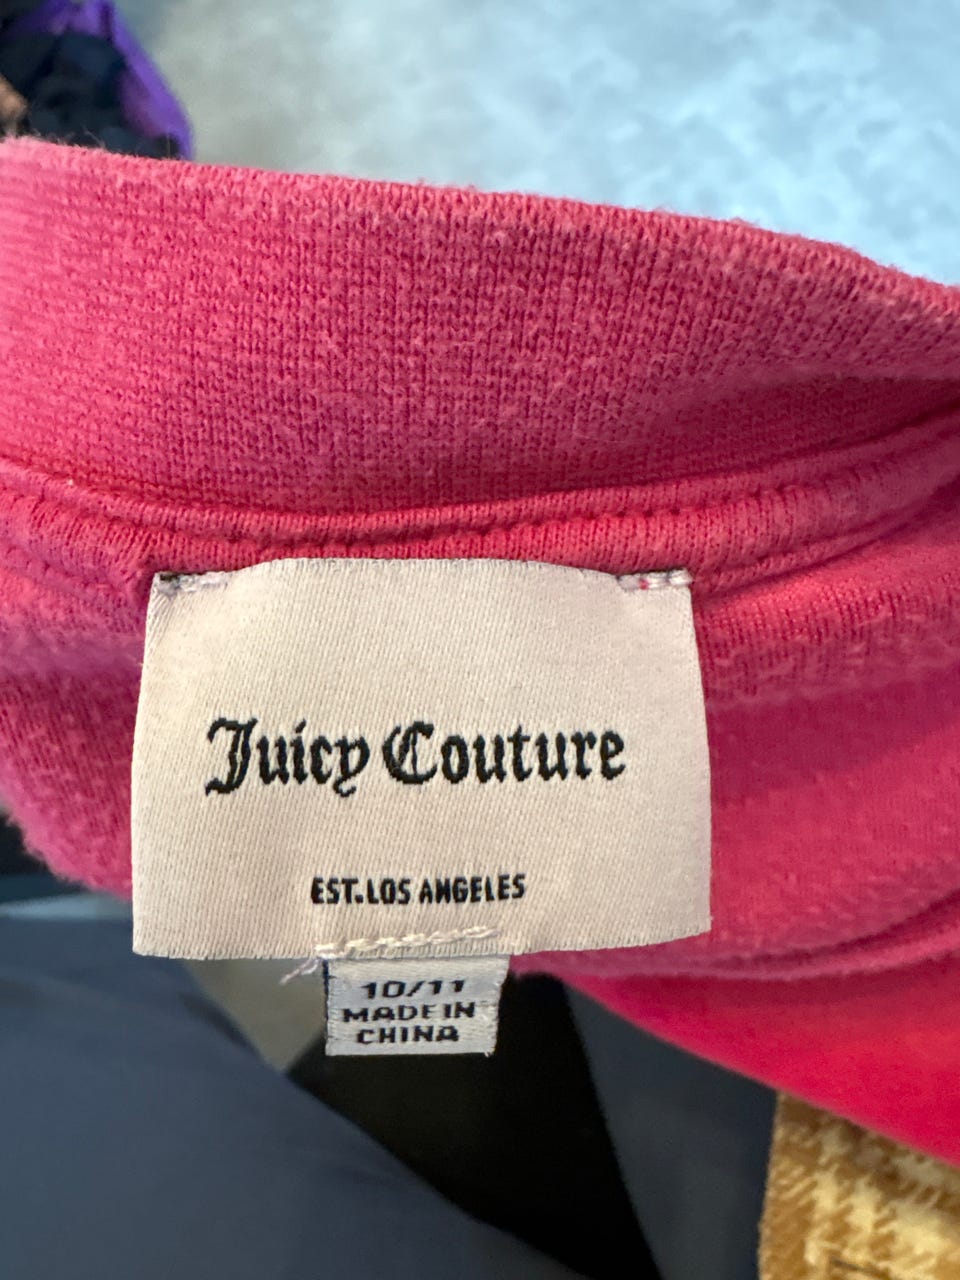 Juicy Couture
EST. LOS ANGELES
10/11
MADE IN
CHINA